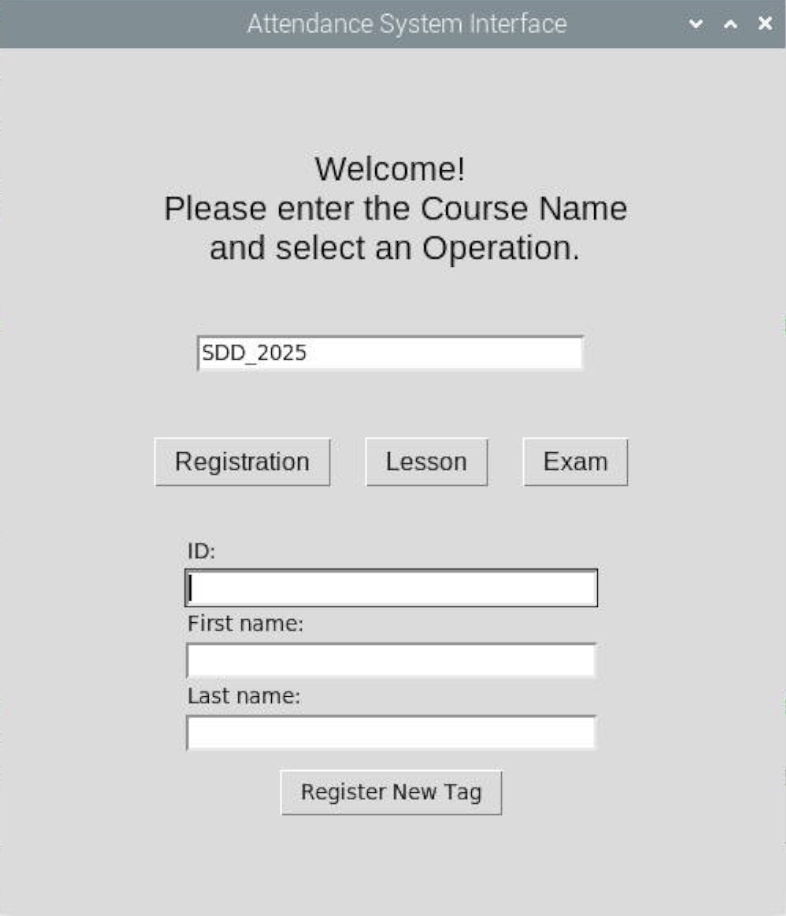 Attendance System Interface
Welcome!
Please enter the Course Name
and select an Operation.
SDD_2025
Registration Lesson Exam
ID:
First name:
Last name:
Register New Tag